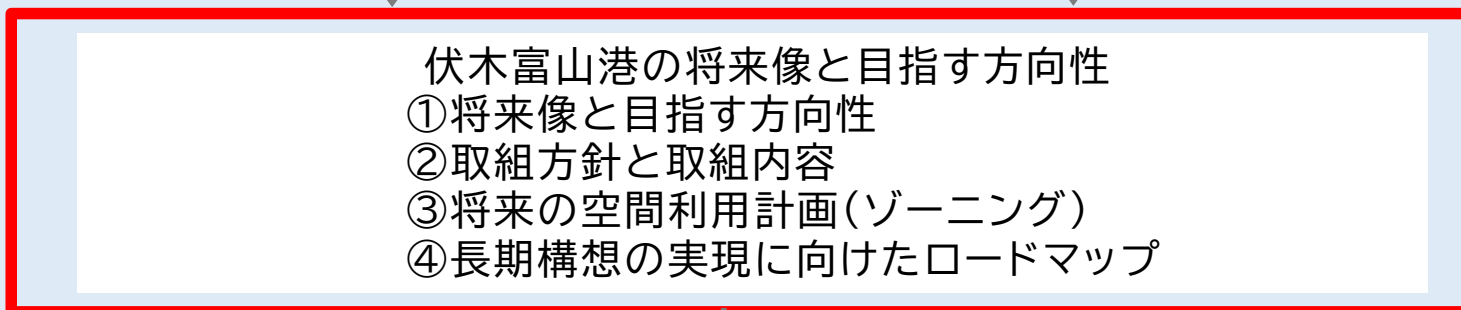 伏木富山港の将来像と目指す方向性
①将来像と目指す方向性
②取組方針と取組内容
③将来の空間利用計画(ゾーニング)
④長期構想の実現に向けたロードマップ